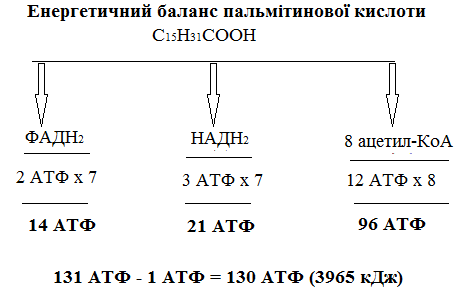 Енергетичний баланс пальмітинової кислоти
C15H31COOH
ФАДН2 НАДН2 8 ацетил-КоА
2 АТФ х 7 3 АТФ х 7 12 АТФ х 8
14 АТФ 21 АТФ 96 АТФ
131 АТФ - 1 АТФ = 130 АТФ (3965 кДж)